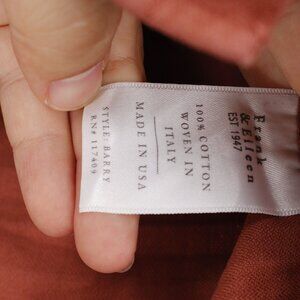 Frank
& Eileen
EST 1947
100% COTTON
WOVEN IN
ITALY
MADE IN USA
STYLE: BARRY
RN# 117409